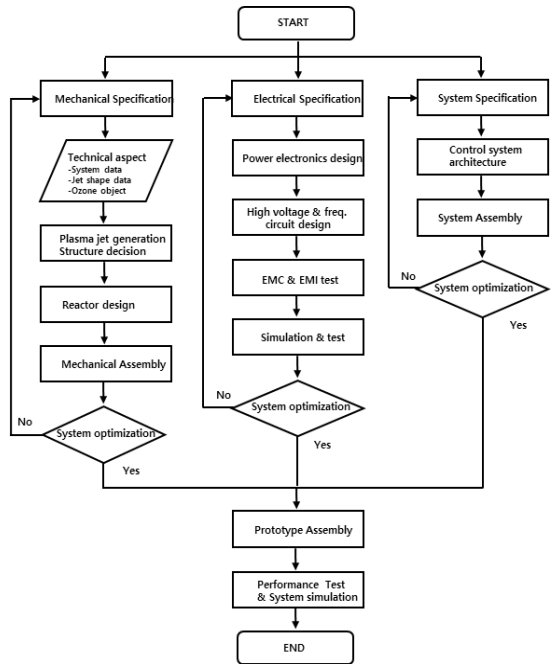 START
Mechanical Specification
Technical aspect
-System data
-Jet shape data
-Ozone object
Plasma jet generation
Structure decision
Reactor design
Mechanical Assembly
No
System optimization
Yes
Electrical Specification
Power electronics design
High voltage & freq.
circuit design
EMC & EMI test
Simulation & test
No
System optimization
Yes
System Specification
Control system
architecture
System Assembly
No
System optimization
Yes
Prototype Assembly
Performance Test
& System simulation
END